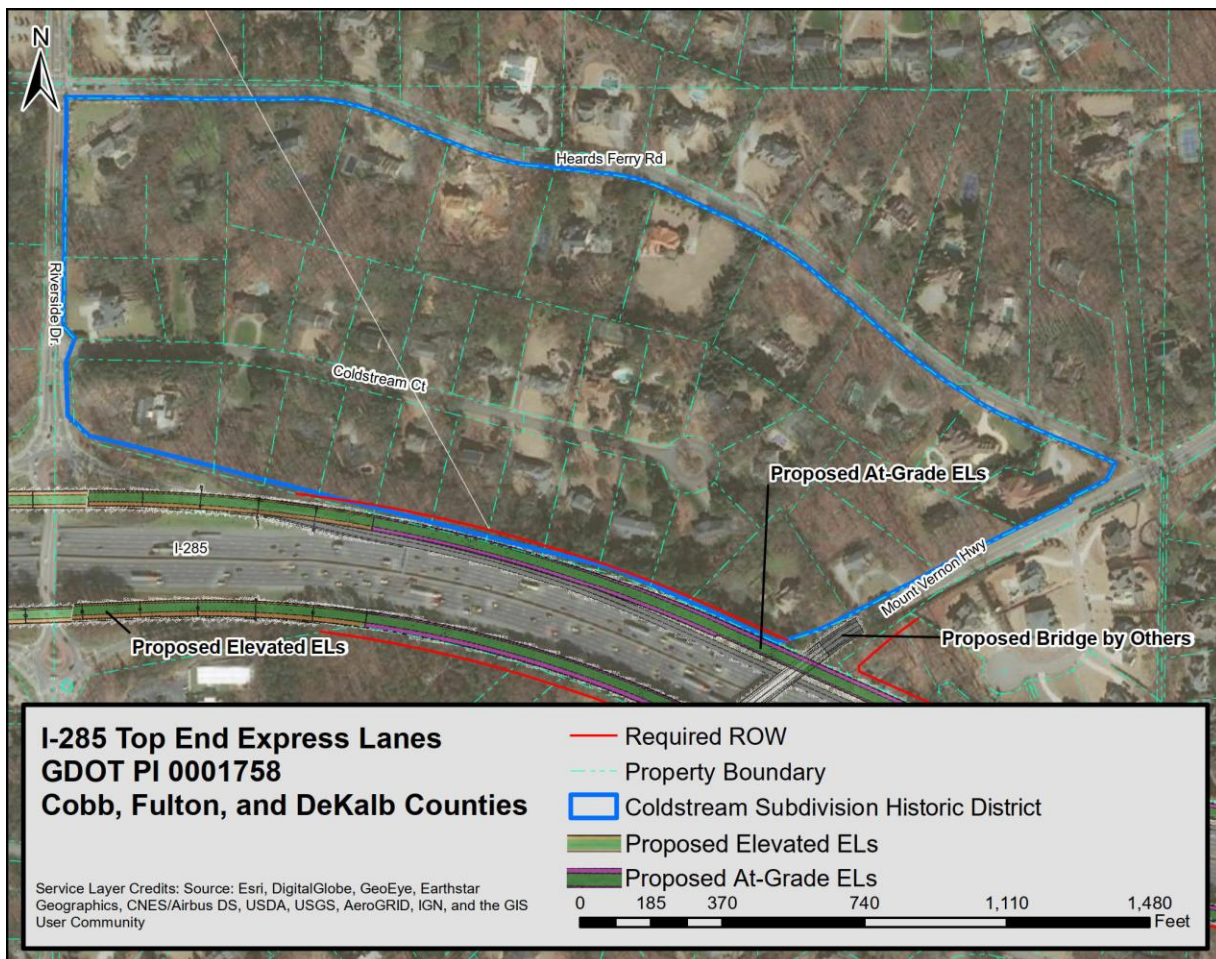 N
Heards Ferry Rd
Riverside Dr.
Coldstream Ct
Proposed At-Grade ELs
I-285
Mount Vernon Hwy
Proposed Elevated ELs
Proposed Bridge by Others
I-285 Top End Express Lanes
GDOT PI 0001758
Cobb, Fulton, and DeKalb Counties
Service Layer Credits: Source: Esri, DigitalGlobe, GeoEye, Earthstar
Geographics, CNES/Airbus DS, USDA, USGS, AeroGRID, IGN, and the GIS
User Community
Required ROW
Property Boundary
Coldstream Subdivision Historic District
Proposed Elevated ELs
Proposed At-Grade ELs
0 185 370 740 1,110 1,480
Feet